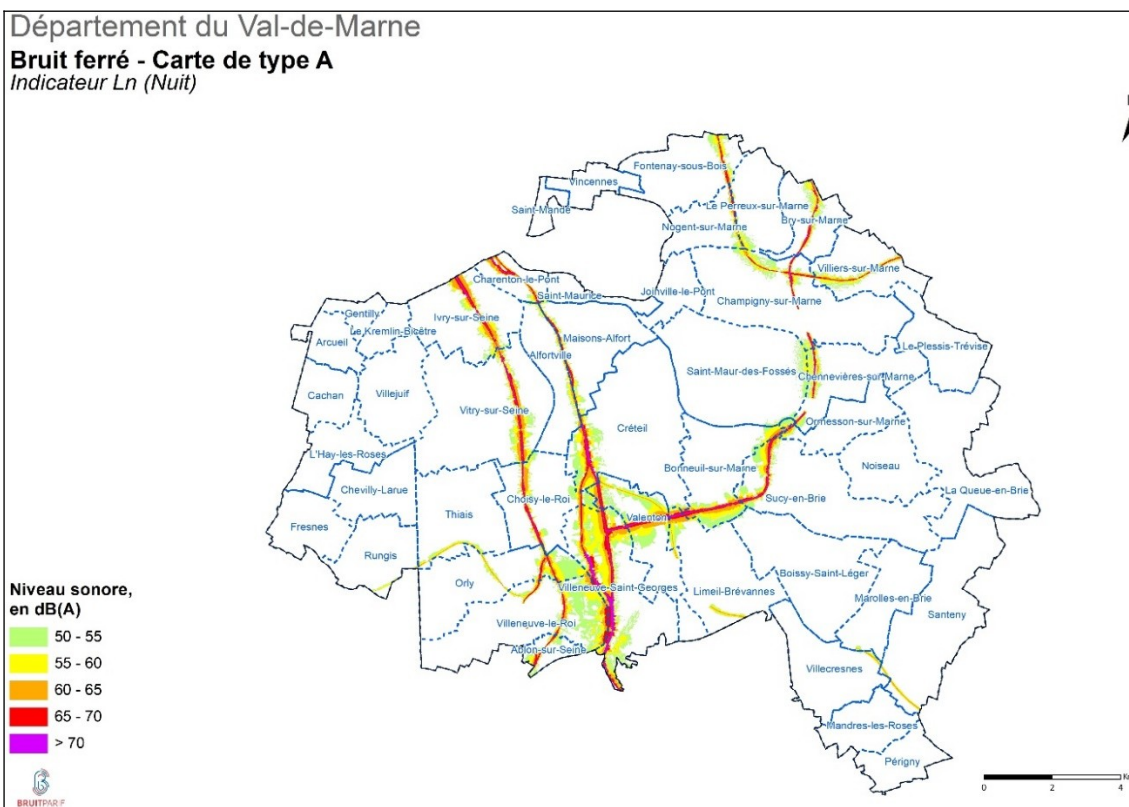 Département du Val-de-Marne
Bruit ferré - Carte de type A
Indicateur Ln (Nuit)
Fontenay-sous-Bois
Vincennes
Saint-Mandé
Le Perreux-sur-Marne
Bry-sur-Marne
Nogent-sur-Marne
Villiers-sur-Marne
Charenton-le-Pont
Saint-Maurice
Joinville-le-Pont
Champigny-sur-Marne
Gentilly
Ivry-sur-Seine
Le Kremlin-Bicêtre
Arcueil
Maisons-Alfort
Alfortville
Le-Plessis-Trévise
Saint-Maur-des-Fossés
Chennevières-sur-Marne
Cachan
Villejuif
Vitry-sur-Seine
Créteil
Ormesson-sur-Marne
L'Hay-les-Roses
Bonneuil-sur-Marne
Noiseau
Chevilly-Larue
Choisy-le-Roi
Sucy-en-Brie
La Queue-en-Brie
Thiais
Valenton
Fresnes
Rungis
Orly
Villeneuve-Saint-Georges
Limeil-Brévannes
Boissy-Saint-Léger
Marolles-en-Brie
Santeny
Villeneuve-le-Roi
Ablon-sur-Seine
Villecresnes
Mandres-les-Roses
Périgny
Niveau sonore,
en dB(A)
50 - 55
55 - 60
60 - 65
65 - 70
> 70
BRUITPARIF
0 2 4